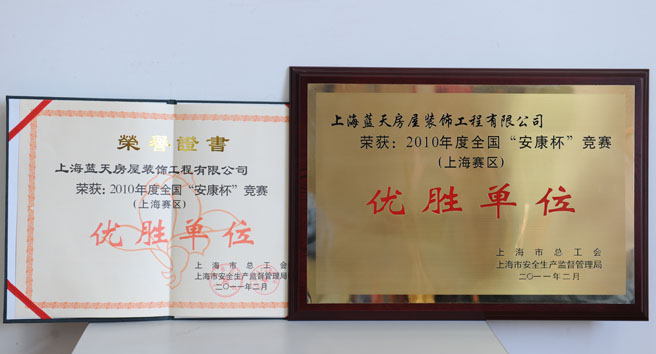 榮譽證書
上海蓝天房屋装饰工程有限公司
荣获：2010年度全国“安康杯”竞赛
(上海赛区)
优胜单位
上海市总工会
上海市安全生产监督管理局
二〇一一年二月
上海蓝天房屋装饰工程有限公司
荣获：2010年度全国“安康杯”竞赛
(上海赛区)
优胜单位
上海市总工会
上海市安全生产监督管理局
二〇一一年二月